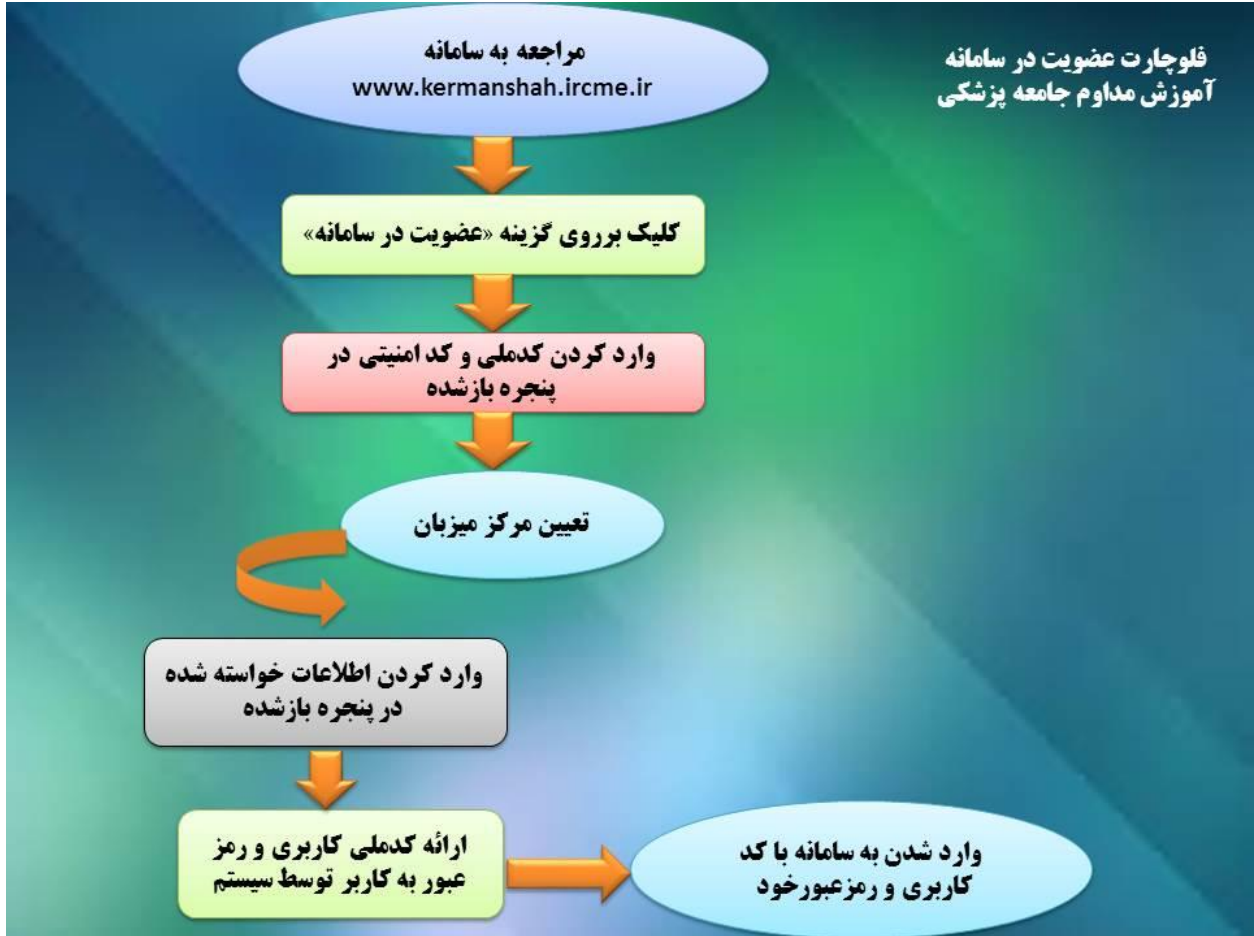 فلوچارت عضویت در سامانه
آموزش مداوم جامعه پزشکی
مراجعه به سامانه
www.kermanshah.ircme.ir
کلیک برروی گزینه «عضویت در سامانه»
وارد کردن کدملی و کد امنیتی در
پنجره بازشده
تعیین مرکز میزبان
وارد کردن اطلاعات خواسته شده
در پنجره بازشده
ارائه کدملی کاربری و رمز
عبور به کاربر توسط سیستم
وارد شدن به سامانه با کد
کاربری و رمزعبورخود